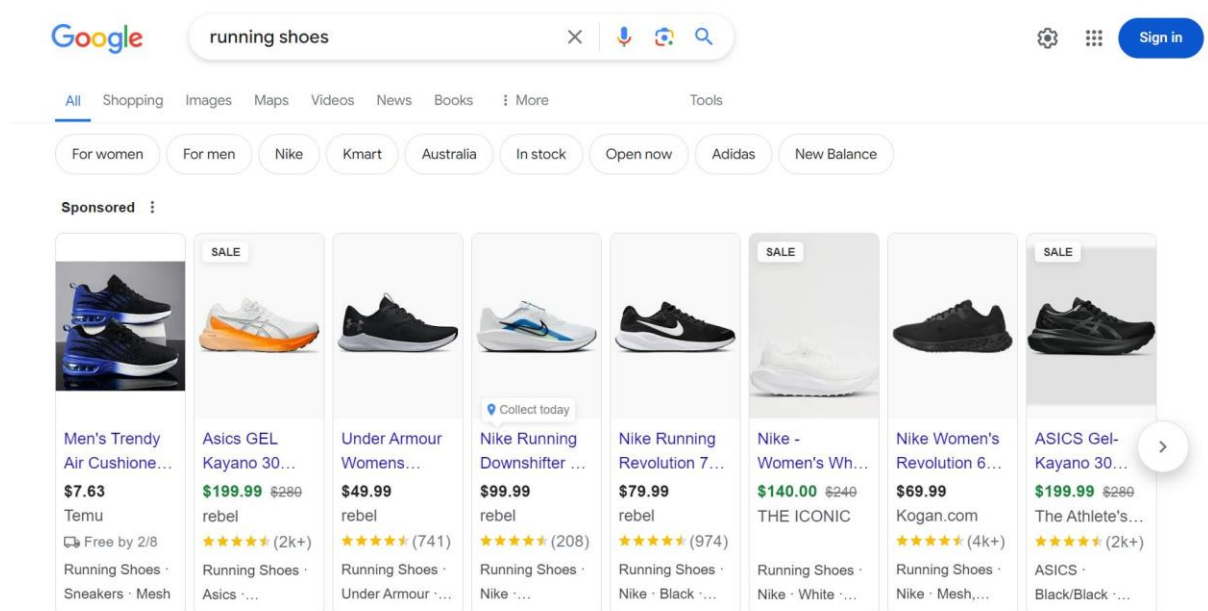 Google
running shoes
Sign in
All Shopping Images Maps Videos News Books More Tools
For women For men Nike Kmart Australia In stock Open now Adidas New Balance
Sponsored
Men's Trendy
Air Cushione...
$7.63
Temu
Free by 2/8
Running Shoes ·
Sneakers · Mesh
SALE
Asics GEL
Kayano 30...
$199.99 $280
rebel
(2k+)
Running Shoes ·
Asics ·...
Under Armour
Womens...
$49.99
rebel
(741)
Running Shoes ·
Under Armour ·...
Collect today
Nike Running
Downshifter ...
$99.99
rebel
(208)
Running Shoes ·
Nike ·...
Nike Running
Revolution 7...
$79.99
rebel
(974)
Running Shoes ·
Nike · Black ·...
SALE
Nike -
Women's Wh...
$140.00 $240
THE ICONIC
Running Shoes ·
Nike · White ·...
Nike Women's
Revolution 6...
$69.99
Kogan.com
(4k+)
Running Shoes ·
Nike · Mesh,...
SALE
ASICS Gel-
Kayano 30...
$199.99 $280
The Athlete's...
(2k+)
ASICS ·
Black/Black ·...